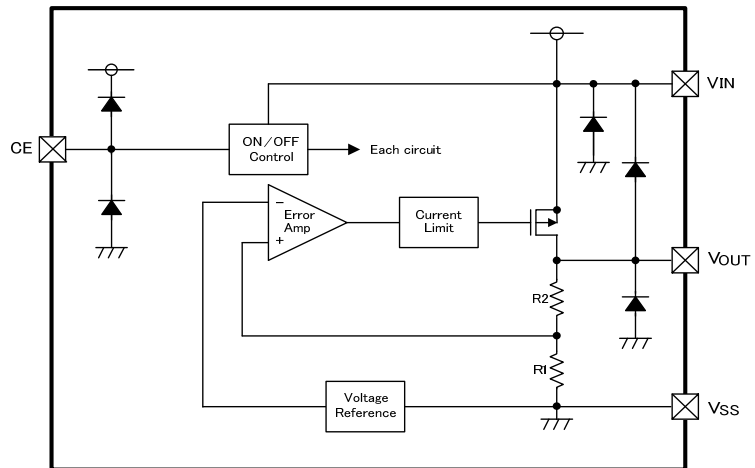 VIN
CE
ON/OFF
Control
Each circuit
−
Error
Amp
+
Current
Limit
VOUT
R2
R1
Voltage
Reference
VSS